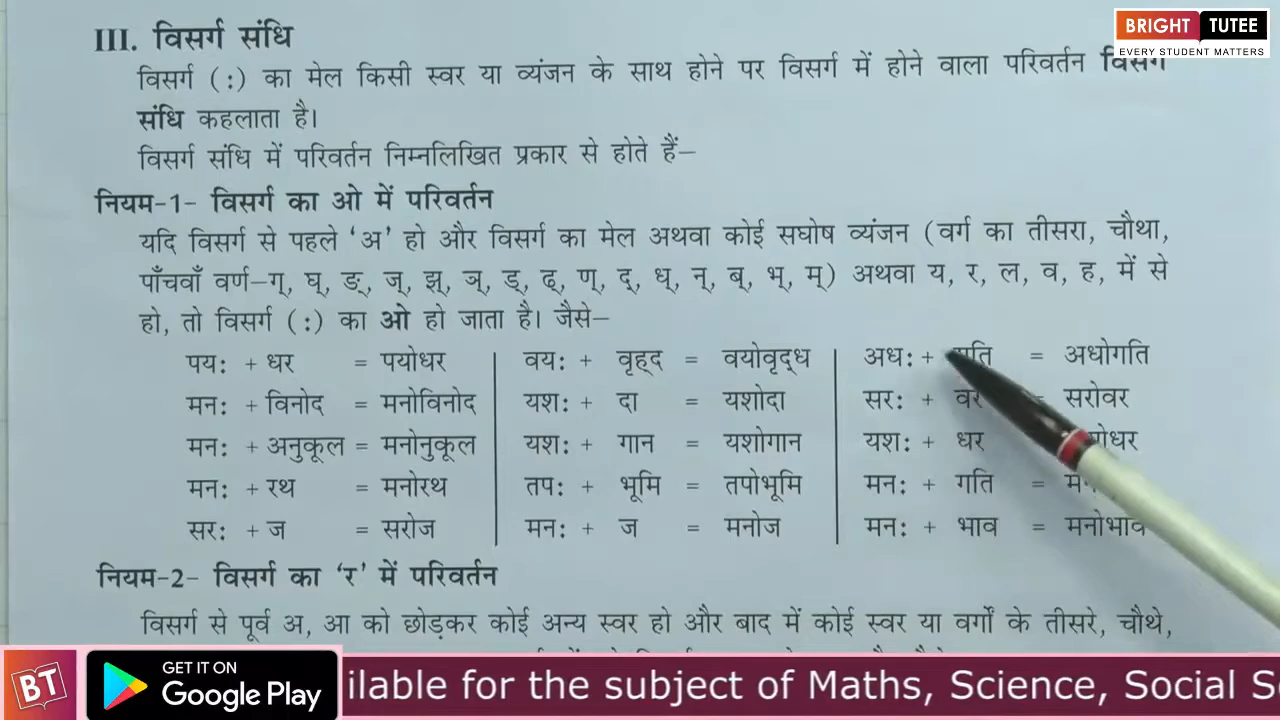 BRIGHT TUTEE
EVERY STUDENT MATTERS
III. विसर्ग संधि
विसर्ग (:) का मेल किसी स्वर या व्यंजन के साथ होने पर विसर्ग में होने वाला परिवर्तन विसर्ग
संधि कहलाता है।
विसर्ग संधि में परिवर्तन निम्नलिखित प्रकार से होते हैं–
नियम-1- विसर्ग का ओ में परिवर्तन
यदि विसर्ग से पहले ‘अ’ हो और विसर्ग का मेल अथवा कोई सघोष व्यंजन (वर्ग का तीसरा, चौथा,
पाँचवाँ वर्ण–ग्, घ्, ङ्, ज्, झ्, ञ्, ड्, ढ्, ण्, द्, ध्, न्, ब्, भ्, म्) अथवा य, र, ल, व, ह, में से
हो, तो विसर्ग (:) का ओ हो जाता है। जैसे–
पय: + धर = पयोधर
मन: + विनोद = मनोविनोद
मन: + अनुकूल = मनोनुकूल
मन: + रथ = मनोरथ
सर: + ज = सरोज
वय: + वृह्द = वयोवृद्ध
यश: + दा = यशोदा
यश: + गान = यशोगान
तप: + भूमि = तपोभूमि
मन: + ज = मनोज
अध: + गति = अधोगति
सर: + वर = सरोवर
यश: + धर
मन: + गति =
मन: + भाव = मनोभाव
नियम-2- विसर्ग का ‘र’ में परिवर्तन
विसर्ग से पूर्व अ, आ को छोड़कर कोई अन्य स्वर हो और बाद में कोई स्वर या वर्गों के तीसरे, चौथे,
BT
GET IT ON
Google Play
ilable for the subject of Maths, Science, Social S